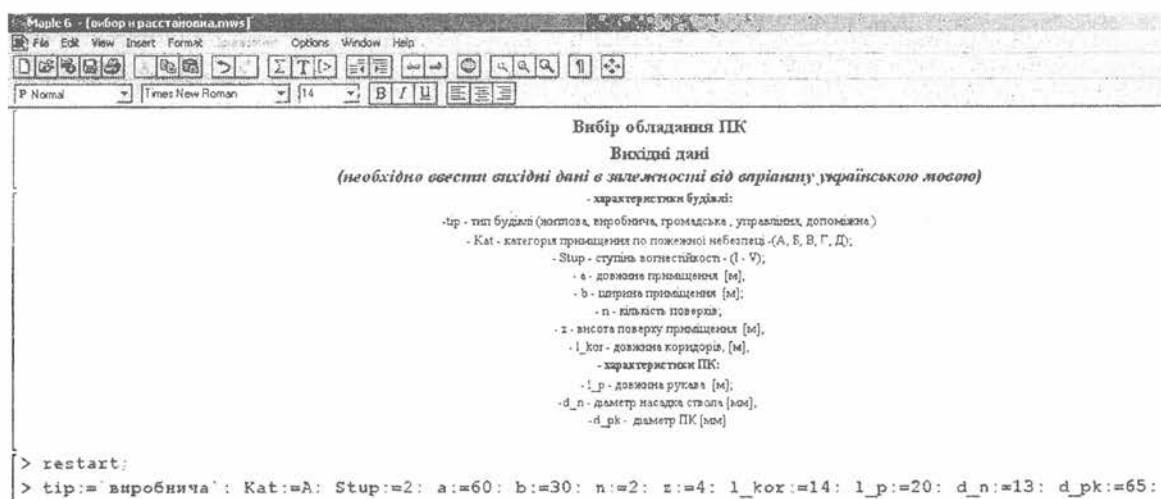 Maple 6 - [вибор и расстановка.mws]
File Edit View Insert Format Spreadsheet Options Window Help
P Normal Times New Roman 14 B I U
Вибір обладання ПК
Вихідні дані
(необхідно ввести вихідні дані в залежності від варіанту українською мовою)
- характеристики будівлі:
-tip - тип будівлі (житлова, виробнича, громадська , управління, допоміжна )
- Kat - категорія приміщення по пожежної небезпеці -(А, Б, В, Г, Д);
- Stup - ступінь вогнестійкості - (I - V);
- a - довжина приміщення [м],
- b - ширина приміщення [м];
- n - кількість поверхів;
- z - висота поверху приміщення [м],
- l_kor - довжина коридорів, [м],
- характеристики ПК:
- l_p - довжина рукава [м];
-d_n - діаметр насадка ствола [мм],
-d_pk - діаметр ПК [мм]
> restart;
> tip:=`виробнича`: Kat:=A: Stup:=2: a:=60: b:=30: n:=2: z:=4: l_kor:=14: l_p:=20: d_n:=13: d_pk:=65: